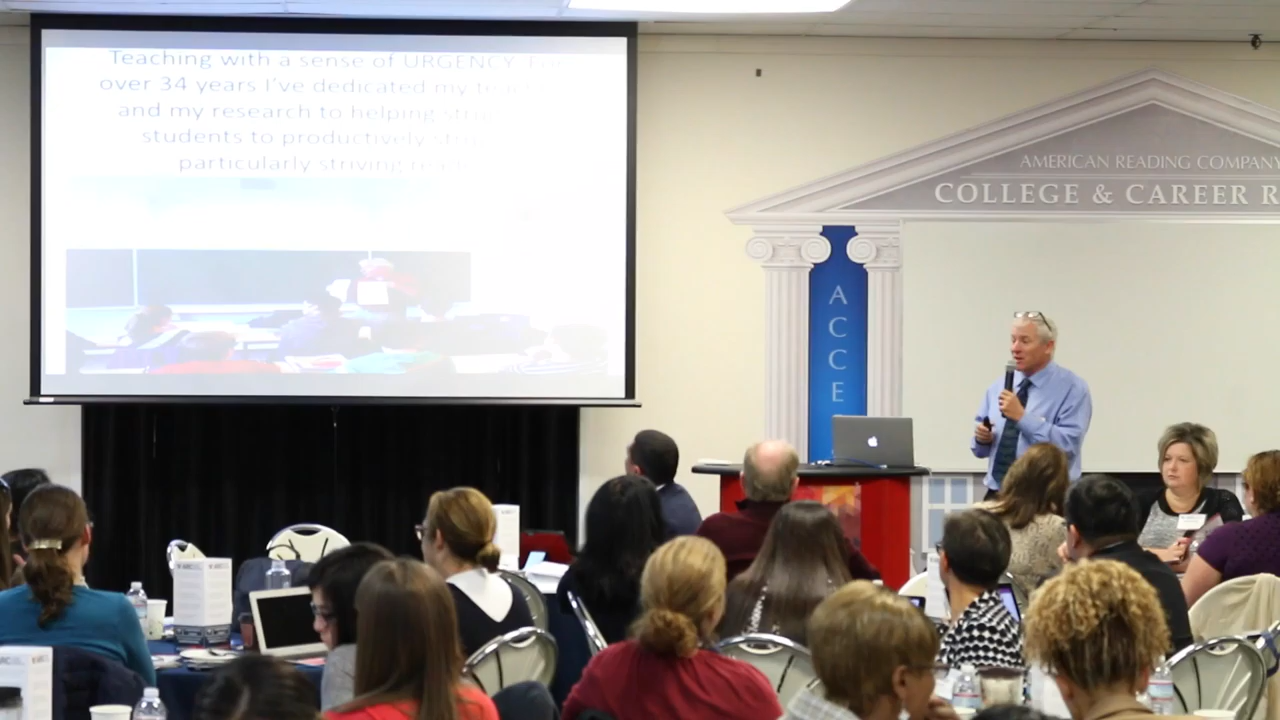 Teaching with a sense of URGENCY
over 34 years I've dedicated my
and my research to helping
students to productively
particularly striving
AMERICAN READING COMPANY
COLLEGE & CAREER R
A
C
C
E